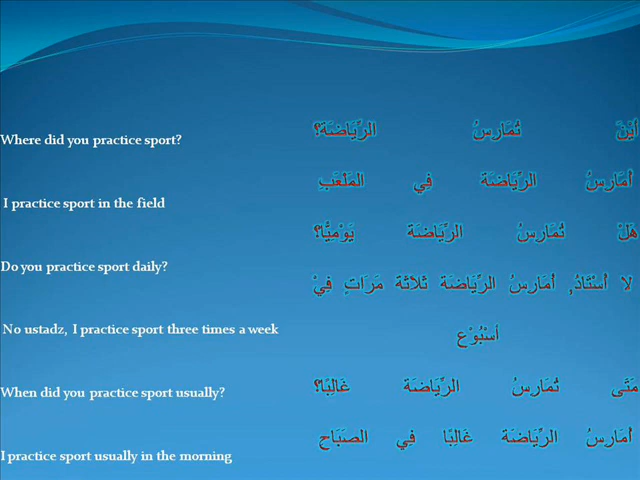 Where did you practice sport?
أَيْنَ تُمَارِسُ الرِّيَاضَة؟
I practice sport in the field
أُمَارِسُ الرِّيَاضَة فِي المَلْعَبِ
Do you practice sport daily?
هَلْ تُمَارِسُ الرِّيَاضَة يَوْمِيًّا؟
No ustadz, I practice sport three times a week
لا أُسْتَاذُ, أُمَارِسُ الرِّيَاضَة ثَلاثَة مَرَاتٍ فِيْ
أسْبُوْع
When did you practice sport usually?
مَتَى تُمَارِسُ الرِّيَاضَة غَالِبًا؟
I practice sport usually in the morning
أُمَارِسُ الرِّيَاضَة غَالِبًا فِي الصَبَاحِ